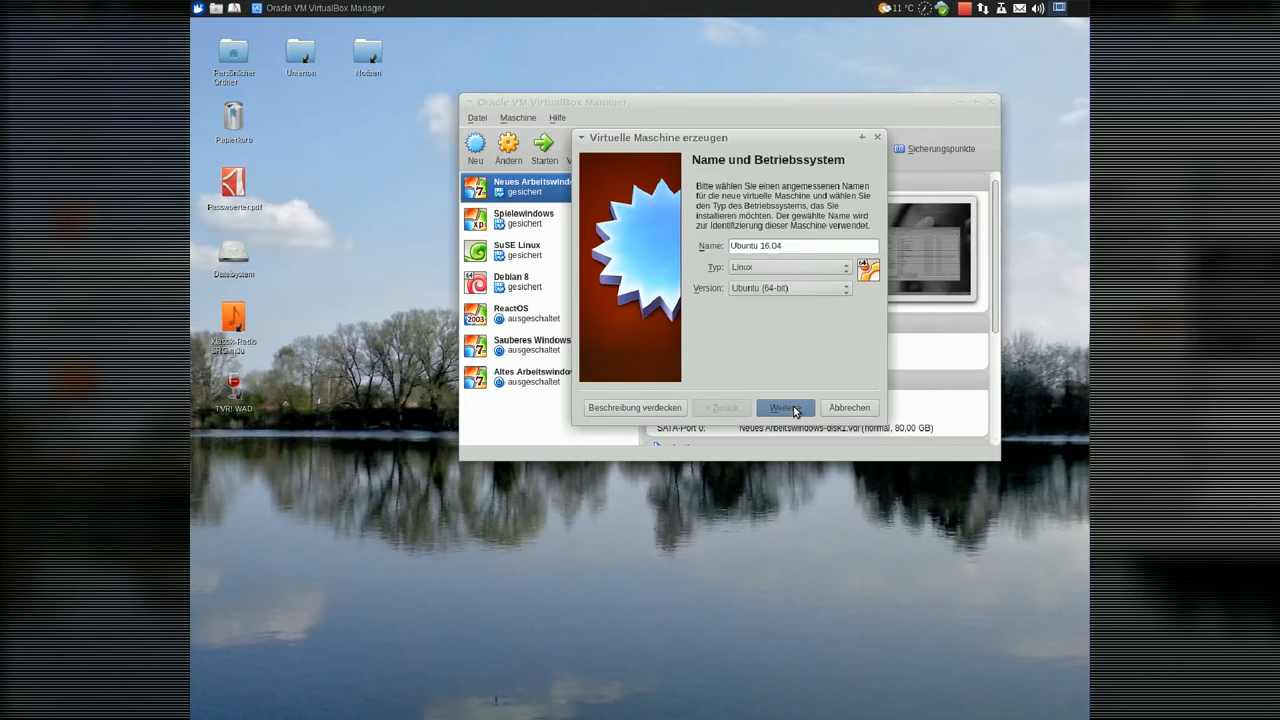 Oracle VM VirtualBox Manager
11 °C
Persönlicher
Ordner
Unterton
Notizen
Papierkorb
Passwoerter.pdf
Dateisystem
TVR!.WAD
Oracle VM VirtualBox Manager
Datei Maschine Hilfe
Neu Ändern Starten
Sicherungspunkte
Neues Arbeitswind
gesichert
Spielewindows
gesichert
SuSE Linux
gesichert
Debian 8
gesichert
ReactOS
ausgeschaltet
Sauberes Windows
ausgeschaltet
Altes Arbeitswindo
ausgeschaltet
Virtuelle Maschine erzeugen
Name und Betriebssystem
Bitte wählen Sie einen angemessenen Namen
für die neue virtuelle Maschine und wählen Sie
den Typ des Betriebssystems, das Sie
installieren möchten. Der gewählte Name wird
zur Identifizierung dieser Maschine verwendet.
Name: Ubuntu 16.04
Typ: Linux
Version: Ubuntu (64-bit)
Beschreibung verdecken < Zurück Weiter > Abbrechen
SATA-Port 0: Neues Arbeitswindows-disk1.vdi (normal, 80,00 GB)